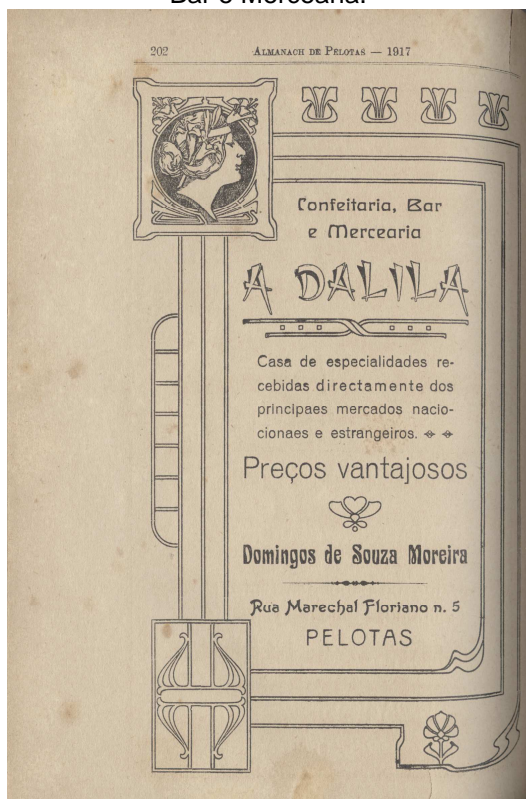 Bar e Mercearia.
202
ALMANACH DE PELOTAS — 1917
Confeitaria, Bar
e Mercearia
A DALILA
Casa de especialidades re-
cebidas directamente dos
principaes mercados nacio-
cionaes e estrangeiros.
Preços vantajosos
Domingos de Souza Moreira
Rua Marechal Floriano n. 5
PELOTAS